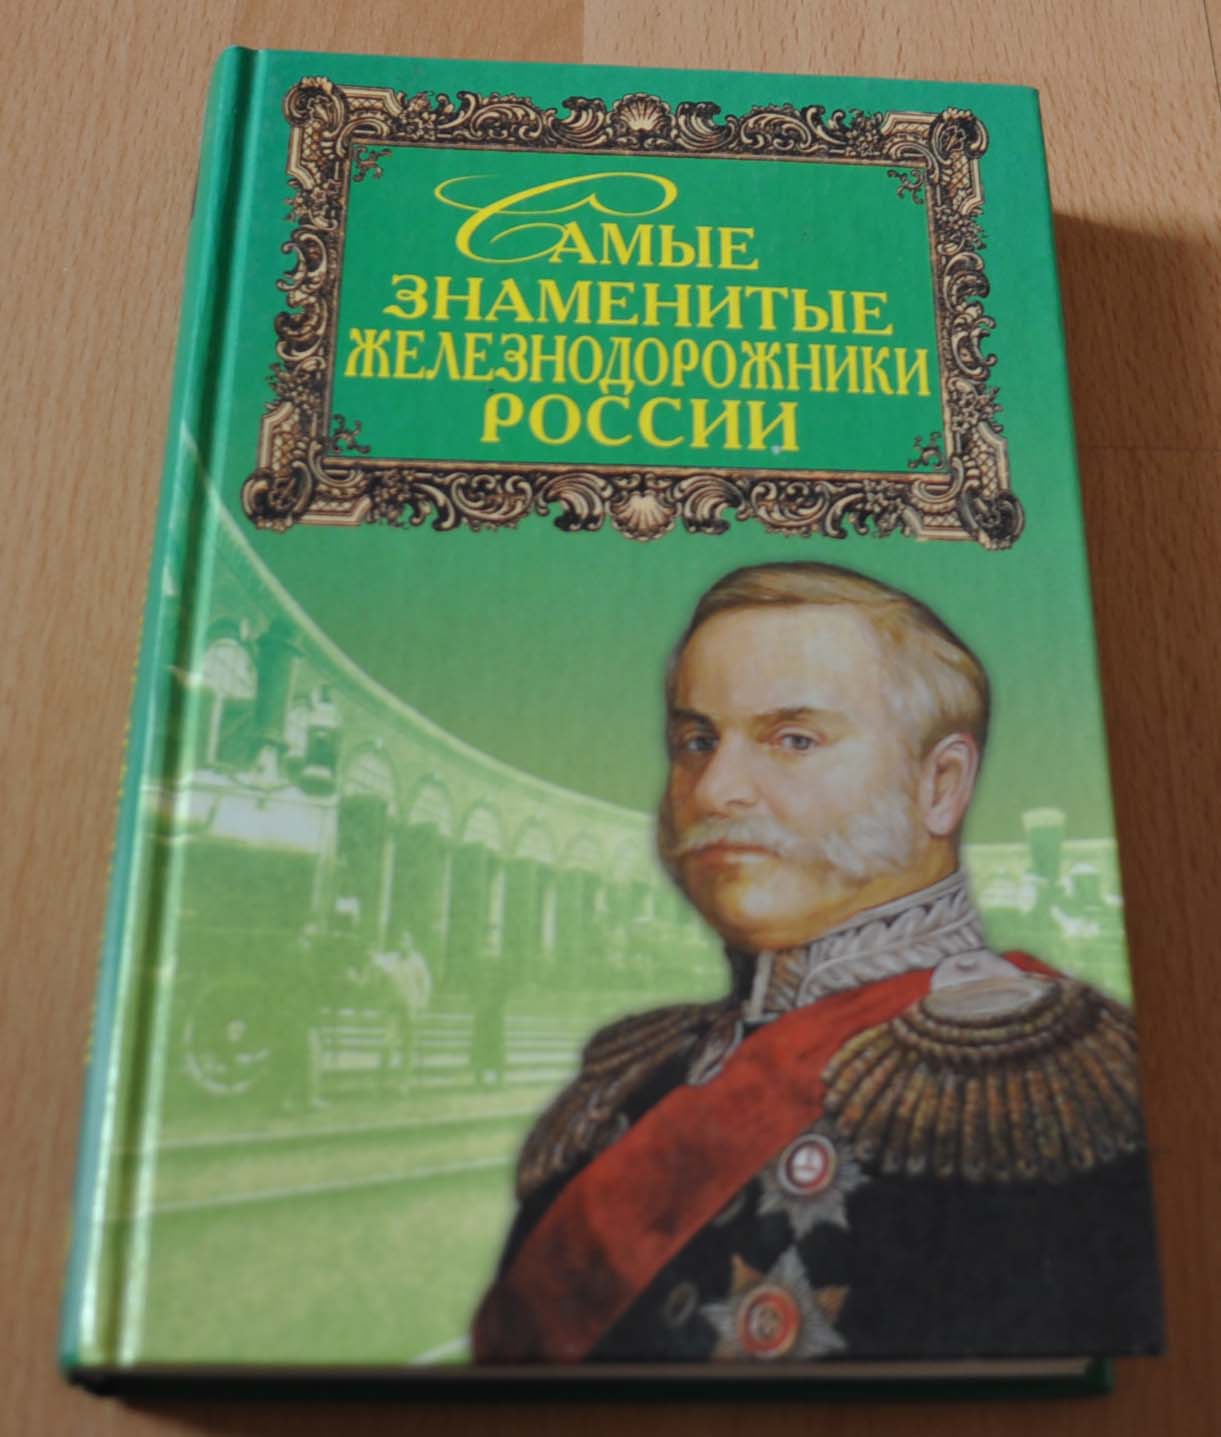 Самые
знаменитые
железнодорожники
России